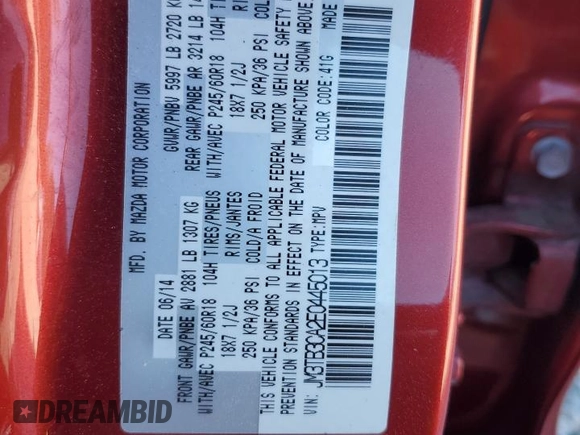 MFD. BY MAZDA MOTOR CORPORATION
DATE 06/14 GVWR/PNBV 5997 LB 2720
FRONT GAWR/PNBE AV 2881 LB 1307 KG REAR GAWR/PNBE AR 3214 LB
WITH/AVEC P245/60R18 104H TIRES/PNEUS WITH/AVEC P245/60R18 104H
18X7 1/2J RIMS/JANTES 18X7 1/2J
250 KPA/36 PSI COLD/A FROID 250 KPA/36 PSI
THIS VEHICLE CONFORMS TO ALL APPLICABLE FEDERAL MOTOR VEHICLE SAFETY
PREVENTION STANDARDS IN EFFECT ON THE DATE OF MANUFACTURE SHOWN ABOVE
VIN: JM3TB3CA2E0445013 TYPE:MPV COLOR CODE:41G MADE
DREAMBID